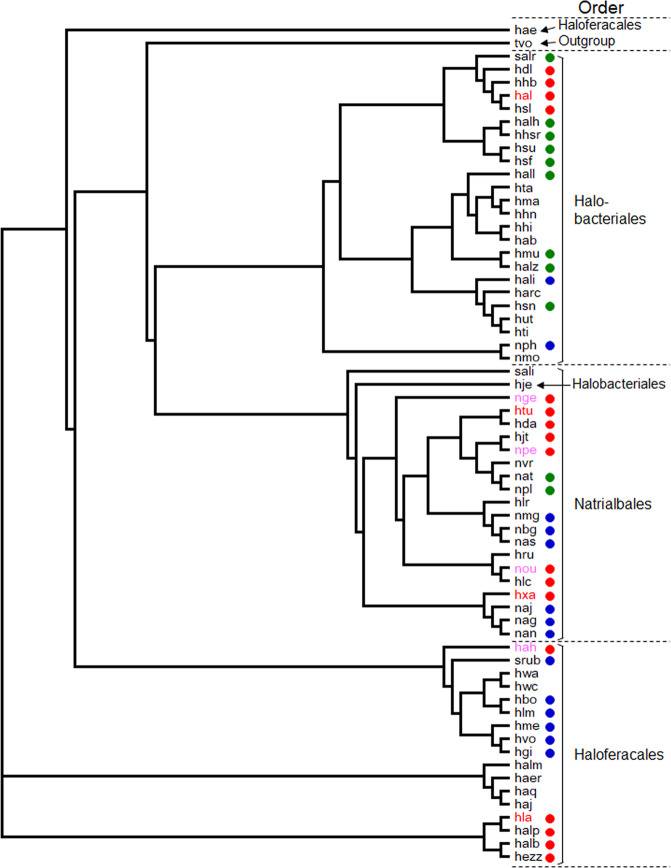 Order
hae
Haloferacales
tvo
Outgroup
salr
hdl
hhb
hal
hsl
halh
hhsr
hsu
hsf
hall
hta
hma
hhn
hhi
hab
hmu
halz
hali
harc
hsn
hut
hti
nph
nmo
Halo-
bacteriales
sali
hje
Halobacteriales
nge
htu
hda
hjt
npe
nvr
nat
npl
hlr
nmg
nbg
nas
hru
nou
hlc
hxa
naj
nag
nan
Natrialbales
hah
srub
hwa
hwc
hbo
hlm
hme
hvo
hgi
halm
haer
haq
haj
hla
halp
halb
hezz
Haloferacales